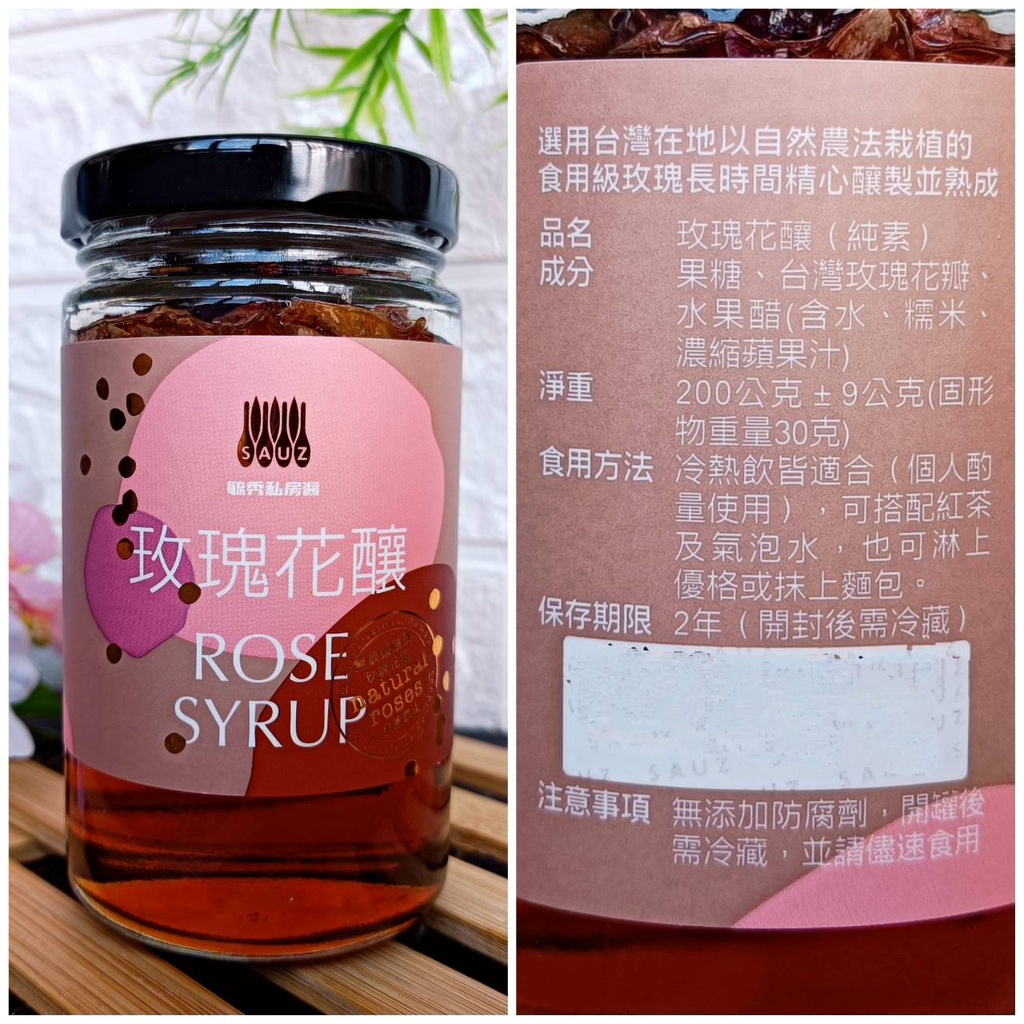 SAUZ
毓秀私房醬
玫瑰花釀
ROSE
SYRUP
natural
roses
選用台灣在地以自然農法栽植的
食用級玫瑰長時間精心釀製並熟成
品名 玫瑰花釀（純素）
成分 果糖、台灣玫瑰花瓣、
水果醋(含水、糯米、
濃縮蘋果汁)
淨重 200公克±9公克(固形
物重量30克)
食用方法 冷熱飲皆適合（個人酌
量使用），可搭配紅茶
及氣泡水，也可淋上
優格或抹上麵包。
保存期限 2年（開封後需冷藏）
SAUZ
注意事項 無添加防腐劑，開罐後
需冷藏，並請儘速食用